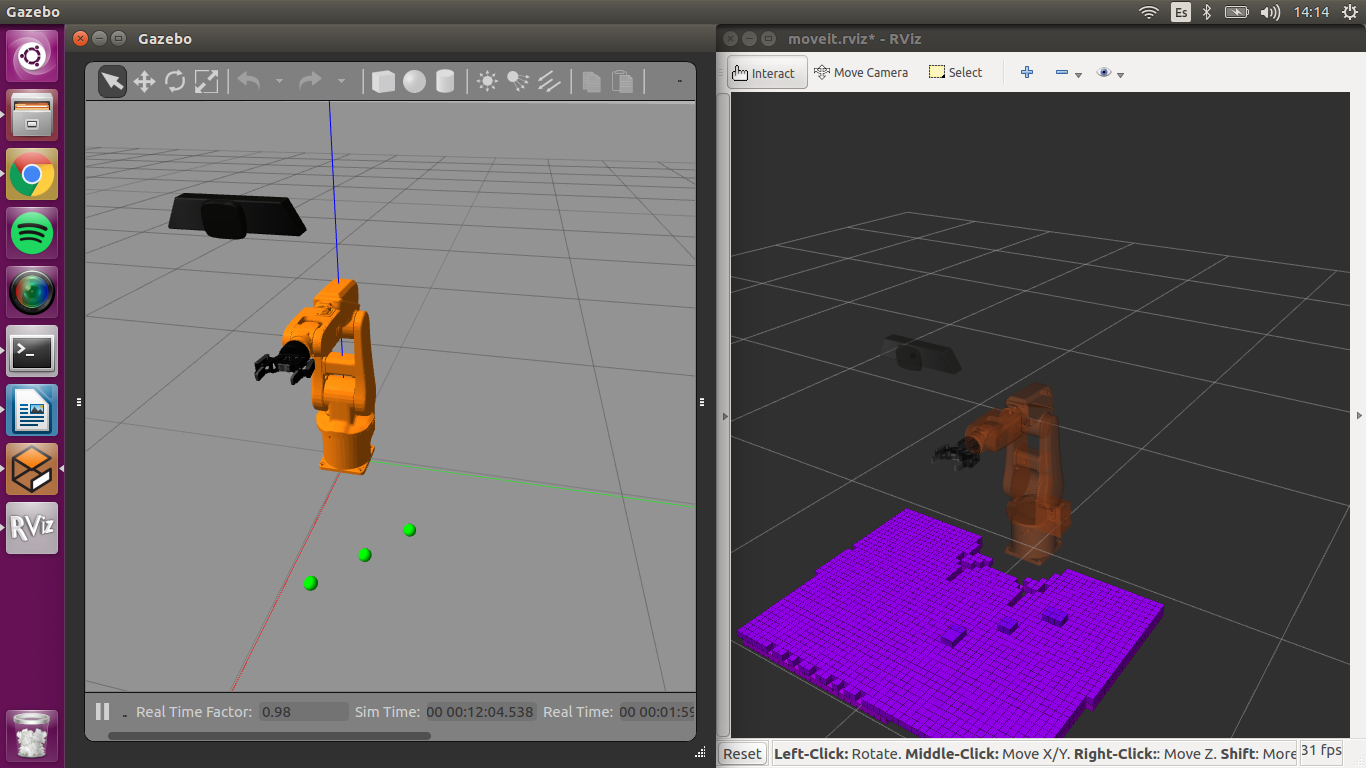 Gazebo
Es
14:14
Gazebo
moveit.rviz* - RViz
Interact
Move Camera
Select
RViz
Real Time Factor:
0.98
Sim Time:
00 00:12:04.538
Real Time:
00 00:01:59
Reset
Left-Click: Rotate. Middle-Click: Move X/Y. Right-Click:: Move Z. Shift: More
31 fps